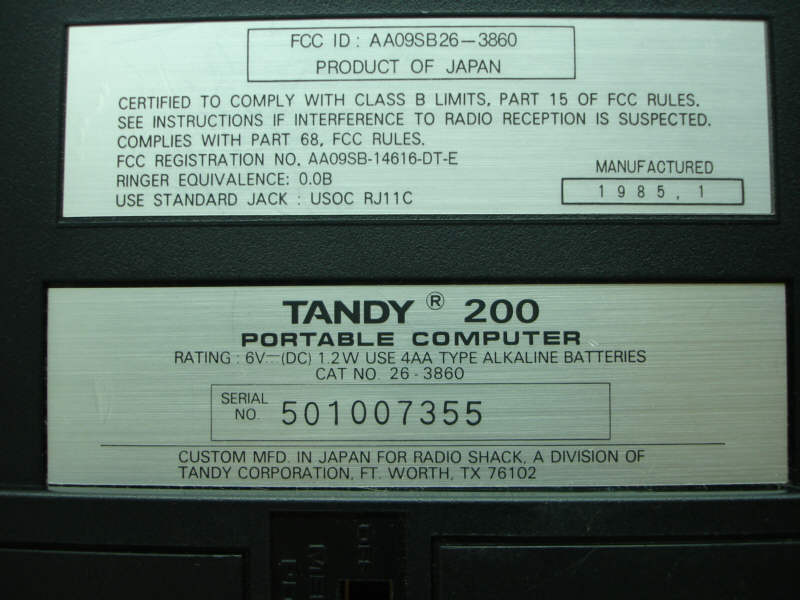 FCC ID : AA09SB26-3860
PRODUCT OF JAPAN
CERTIFIED TO COMPLY WITH CLASS B LIMITS, PART 15 OF FCC RULES.
SEE INSTRUCTIONS IF INTERFERENCE TO RADIO RECEPTION IS SUSPECTED.
COMPLIES WITH PART 68, FCC RULES.
FCC REGISTRATION NO. AA09SB-14616-DT-E
RINGER EQUIVALENCE: 0.0B
USE STANDARD JACK : USOC RJ11C
MANUFACTURED
1985, 1
TANDY ® 200
PORTABLE COMPUTER
RATING : 6V⎓(DC) 1.2W USE 4AA TYPE ALKALINE BATTERIES
CAT NO. 26-3860
SERIAL NO. 501007355
CUSTOM MFD. IN JAPAN FOR RADIO SHACK, A DIVISION OF
TANDY CORPORATION, FT. WORTH, TX 76102